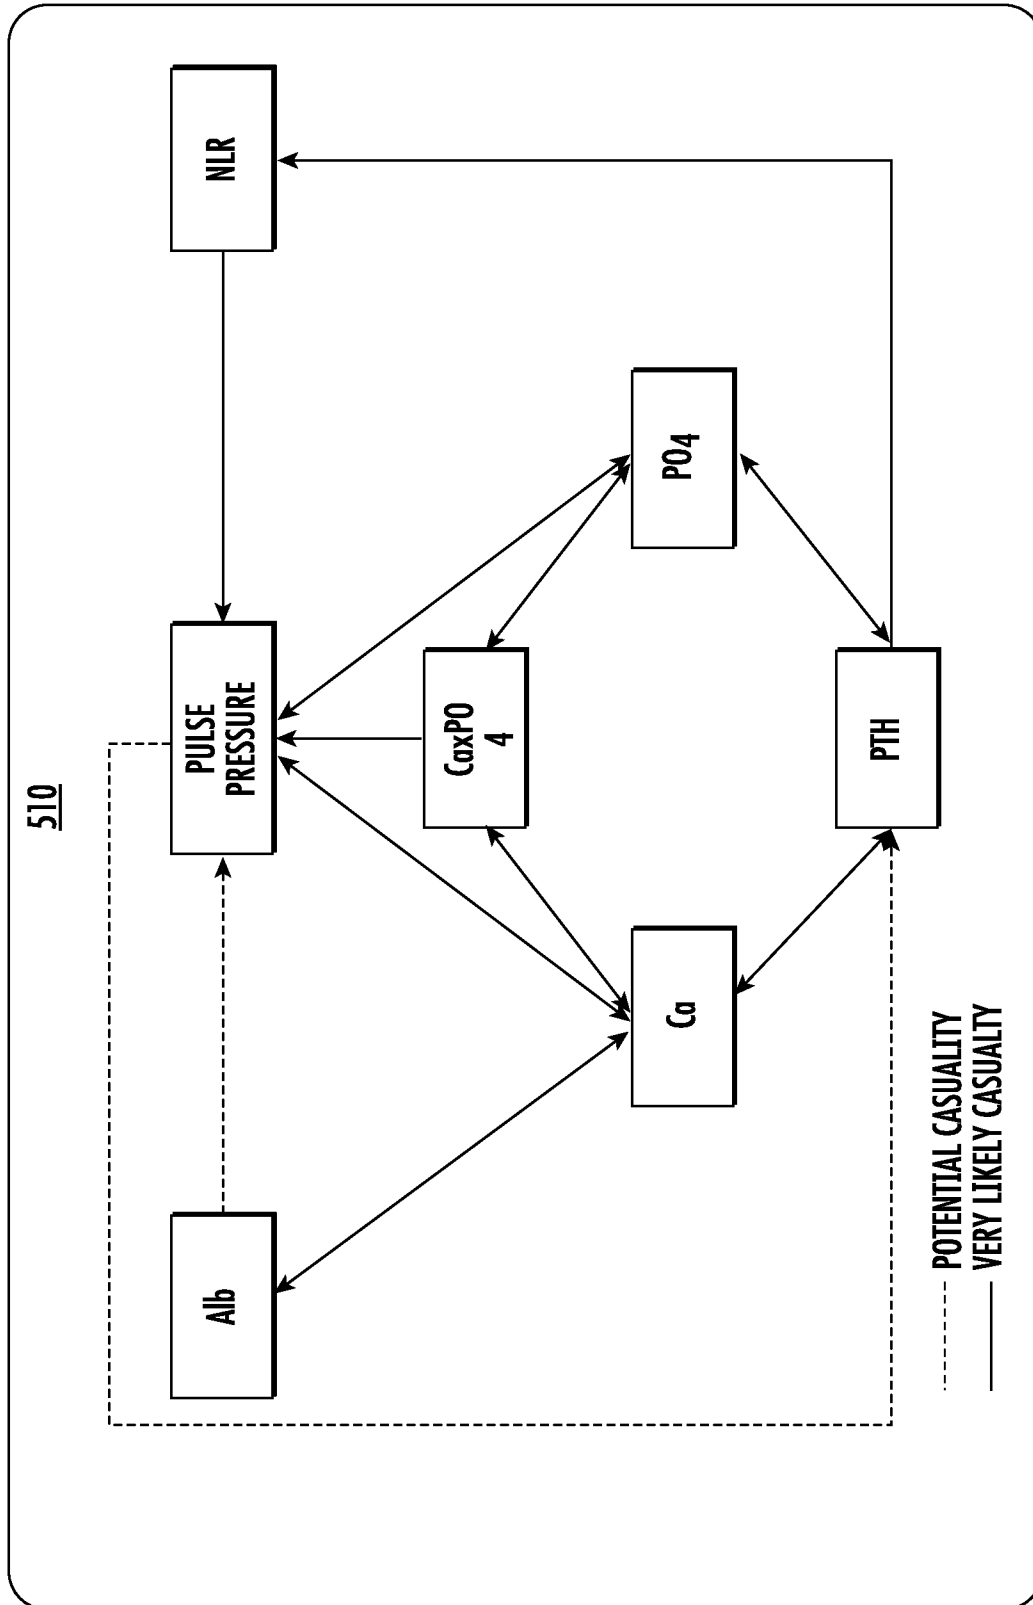 510
Alb
PULSE
PRESSURE
NLR
CaxPO
4
Ca
PO4
PTH
POTENTIAL CASUALITY
VERY LIKELY CASUALTY